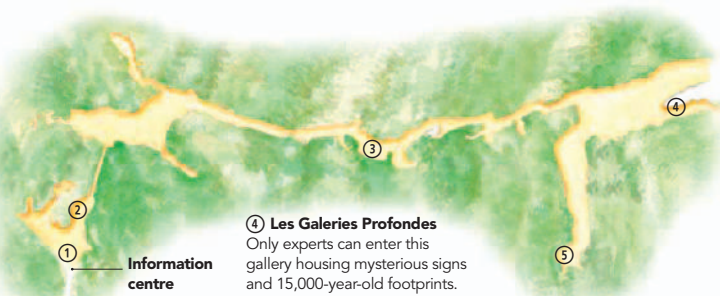 ④
③
②
①
⑤
Information
centre
④ Les Galeries Profondes
Only experts can enter this
gallery housing mysterious signs
and 15,000-year-old footprints.